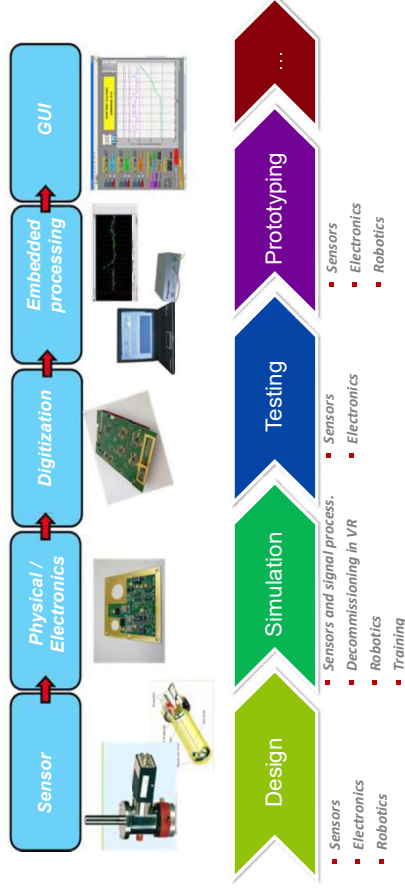 Sensor
Physical /
Electronics
Digitization
Embedded
processing
GUI
Design
Simulation
Testing
Prototyping
...
Sensors
Electronics
Robotics
Sensors and signal process.
Decommissioning in VR
Robotics
Training
Sensors
Electronics
Sensors
Electronics
Robotics